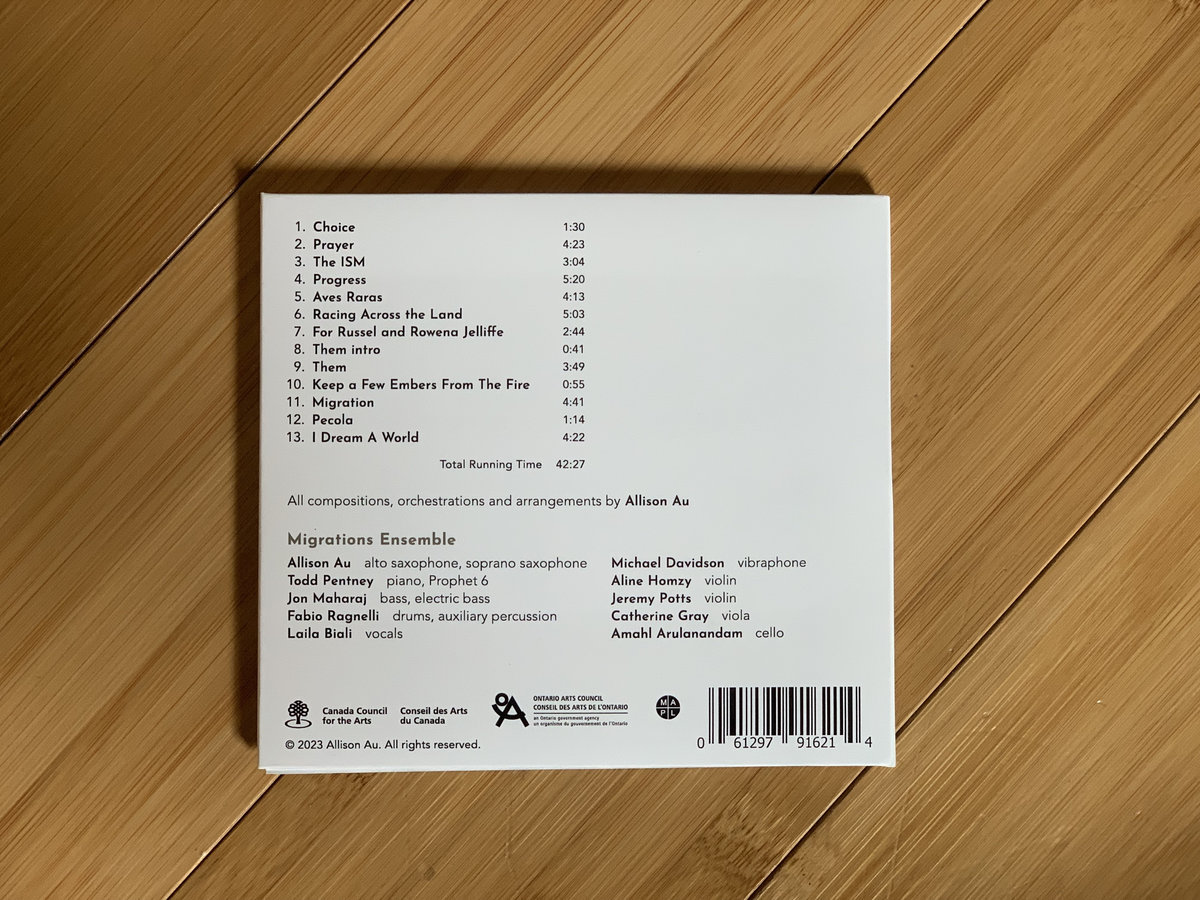 1. Choice 1:30
2. Prayer 4:23
3. The ISM 3:04
4. Progress 5:20
5. Aves Raras 4:13
6. Racing Across the Land 5:03
7. For Russel and Rowena Jelliffe 2:44
8. Them intro 0:41
9. Them 3:49
10. Keep a Few Embers From The Fire 0:55
11. Migration 4:41
12. Pecola 1:14
13. I Dream A World 4:22
Total Running Time 42:27
All compositions, orchestrations and arrangements by Allison Au
Migrations Ensemble
Allison Au alto saxophone, soprano saxophone
Todd Pentney piano, Prophet 6
Jon Maharaj bass, electric bass
Fabio Ragnelli drums, auxiliary percussion
Laila Biali vocals
Michael Davidson vibraphone
Aline Homzy violin
Jeremy Potts violin
Catherine Gray viola
Amahl Arulanandam cello
Canada Council
for the Arts
Conseil des Arts
du Canada
ONTARIO ARTS COUNCIL
CONSEIL DES ARTS DE L'ONTARIO
an Ontario government agency
un organisme du gouvernement de l'Ontario
MA
PL
0 61297 91621 4
© 2023 Allison Au. All rights reserved.